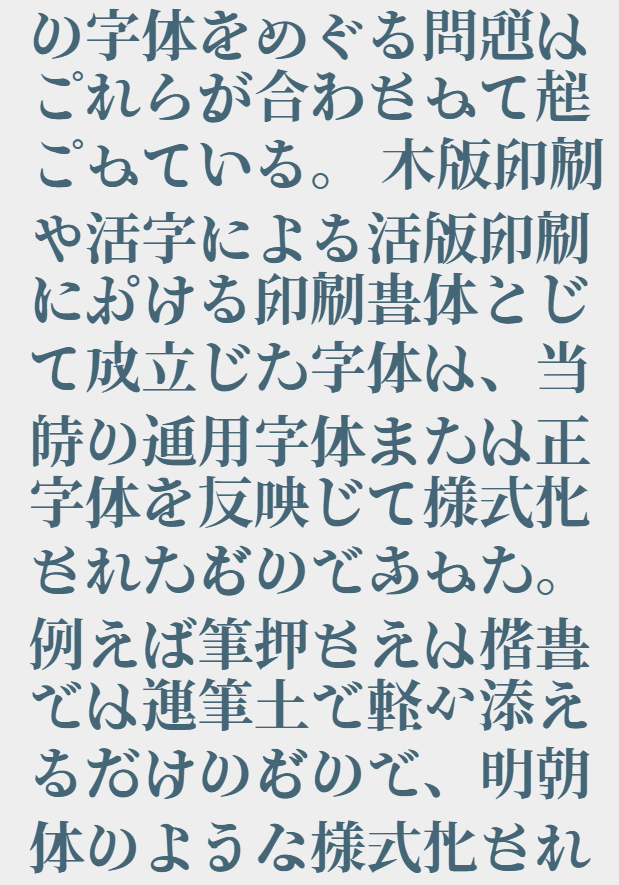 の字体をめぐる問題は
これらが合わさって起
こっている。 木版印刷
や活字による活版印刷
における印刷書体とし
て成立した字体は、当
時の通用字体または正
字体を反映して様式化
されたものであった。
例えば筆押さえは楷書
では運筆上で軽く添え
るだけのもので、明朝
体のような様式化され